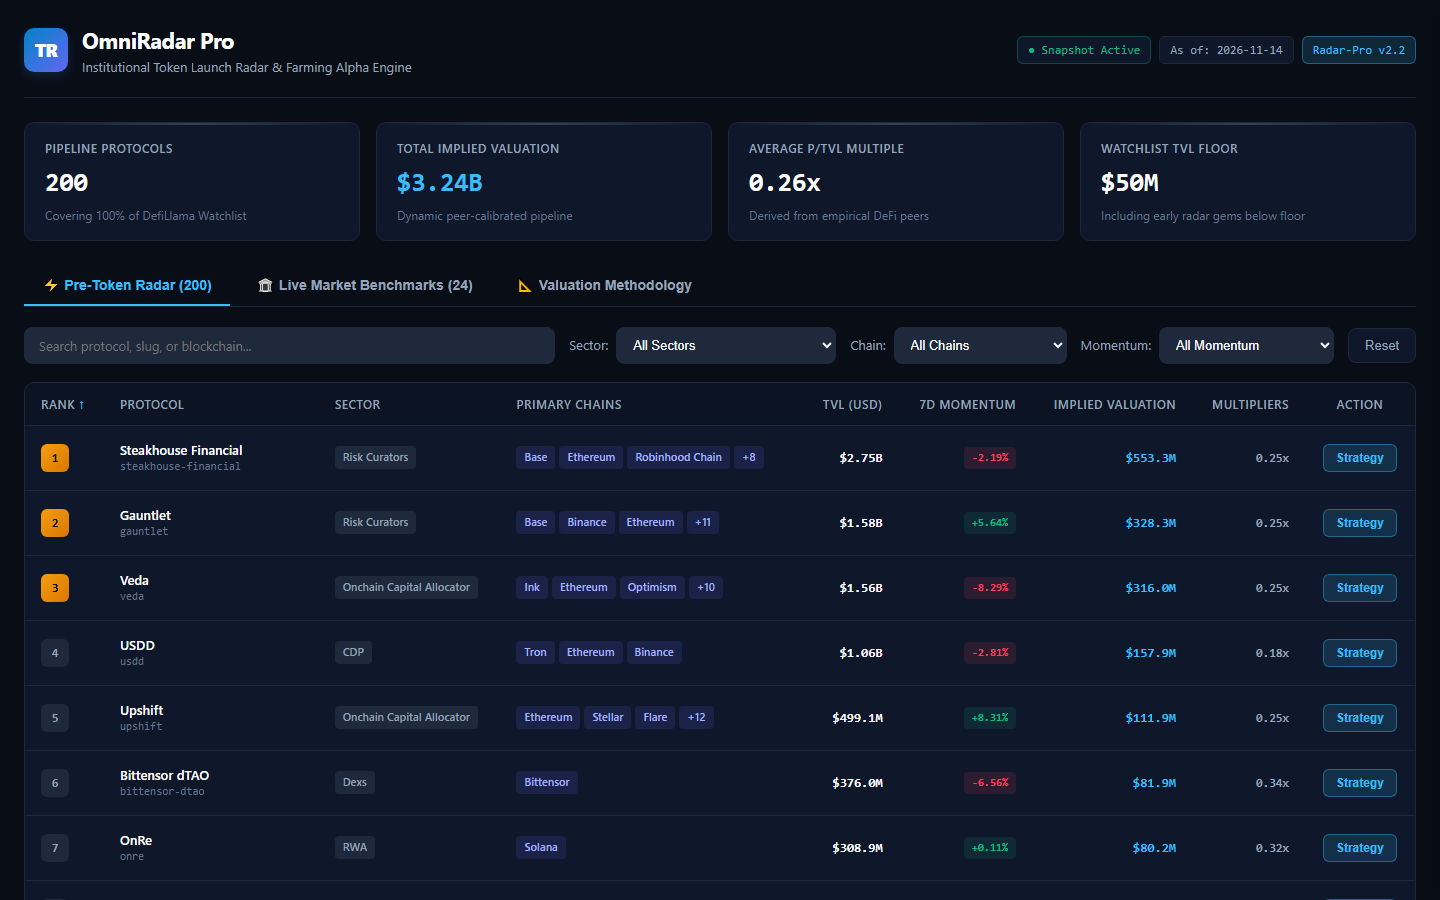 TR
OmniRadar Pro
Institutional Token Launch Radar & Farming Alpha Engine
● Snapshot Active
As of: 2026-11-14
Radar-Pro v2.2
PIPELINE PROTOCOLS
200
Covering 100% of DefiLlama Watchlist
TOTAL IMPLIED VALUATION
$3.24B
Dynamic peer-calibrated pipeline
AVERAGE P/TVL MULTIPLE
0.26x
Derived from empirical DeFi peers
WATCHLIST TVL FLOOR
$50M
Including early radar gems below floor
⚡ Pre-Token Radar (200)
🏛️ Live Market Benchmarks (24)
📐 Valuation Methodology
Search protocol, slug, or blockchain...
Sector: All Sectors
Chain: All Chains
Momentum: All Momentum
Reset
RANK ↑ PROTOCOL SECTOR PRIMARY CHAINS TVL (USD) 7D MOMENTUM IMPLIED VALUATION MULTIPLIERS ACTION
1 Steakhouse Financial Risk Curators Base Ethereum Robinhood Chain +8 $2.75B -2.19% $553.3M 0.25x Strategy
steakhouse-financial
2 Gauntlet Risk Curators Base Binance Ethereum +11 $1.58B +5.64% $328.3M 0.25x Strategy
gauntlet
3 Veda Onchain Capital Allocator Ink Ethereum Optimism +10 $1.56B -8.29% $316.0M 0.25x Strategy
veda
4 USDD CDP Tron Ethereum Binance $1.06B -2.81% $157.9M 0.18x Strategy
usdd
5 Upshift Onchain Capital Allocator Ethereum Stellar Flare +12 $499.1M +8.31% $111.9M 0.25x Strategy
upshift
6 Bittensor dTAO Dexs Bittensor $376.0M -6.56% $81.9M 0.34x Strategy
bittensor-dtao
7 OnRe RWA Solana $308.9M +0.11% $80.2M 0.32x Strategy
onre